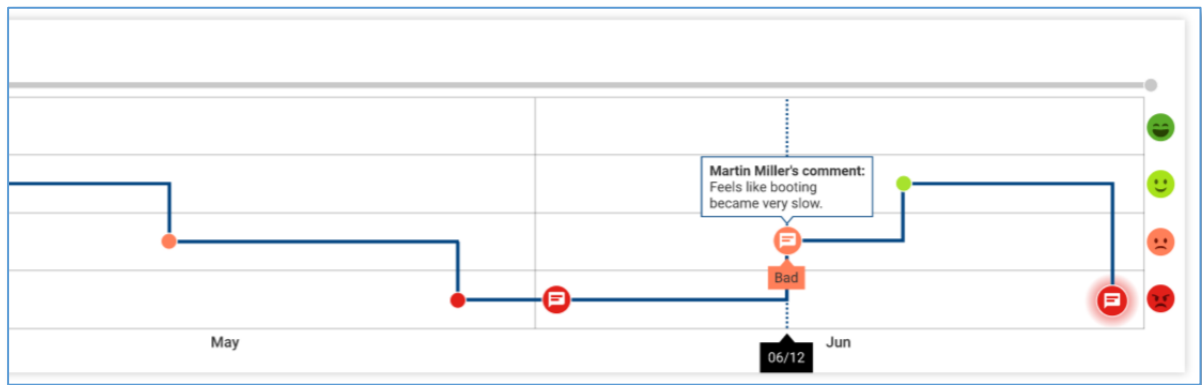 Martin Miller's comment:
Feels like booting
became very slow.
Bad
May
Jun
06/12